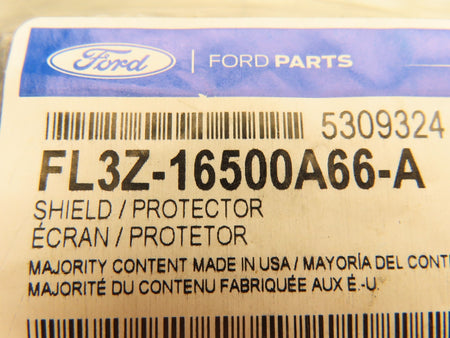 Ford | FORD PARTS
5309324
FL3Z-16500A66-A
SHIELD / PROTECTOR
ÉCRAN / PROTETOR
MAJORITY CONTENT MADE IN USA / MAYORÍA DEL CONT
MAJORITÉ DU CONTENU FABRIQUÉE AUX É.-U.